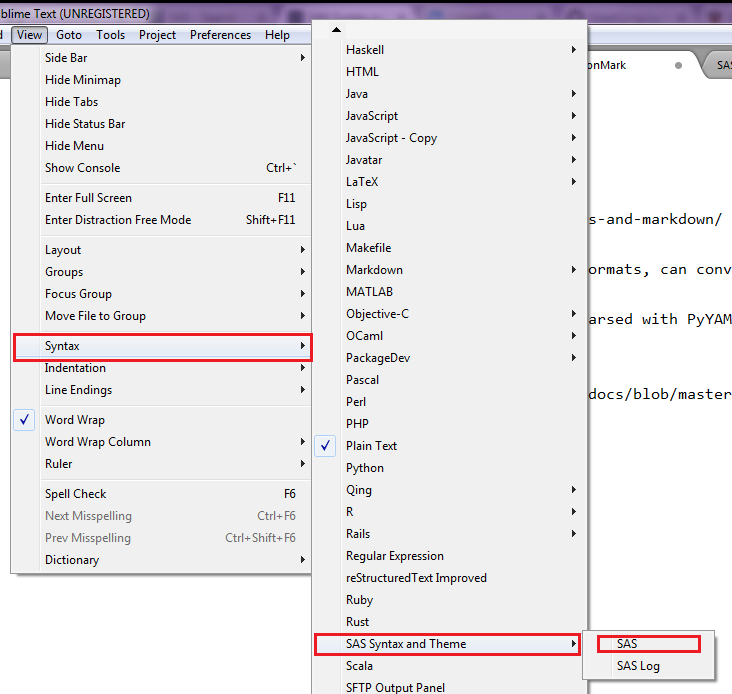 blime Text (UNREGISTERED)
View Goto Tools Project Preferences Help
Side Bar
Hide Minimap
Hide Tabs
Hide Status Bar
Hide Menu
Show Console Ctrl+`
Enter Full Screen F11
Enter Distraction Free Mode Shift+F11
Layout
Groups
Focus Group
Move File to Group
Syntax
Indentation
Line Endings
Word Wrap
Word Wrap Column
Ruler
Spell Check F6
Next Misspelling Ctrl+F6
Prev Misspelling Ctrl+Shift+F6
Dictionary
Haskell
HTML
Java
JavaScript
JavaScript - Copy
Javatar
LaTeX
Lisp
Lua
Makefile
Markdown
MATLAB
Objective-C
OCaml
PackageDev
Pascal
Perl
PHP
Plain Text
Python
Qing
R
Rails
Regular Expression
reStructuredText Improved
Ruby
Rust
SAS Syntax and Theme
Scala
SFTP Output Panel
SAS
SAS Log
onMark
SAS
s-and-markdown/
ormats, can conv
arsed with PyYAM
docs/blob/master